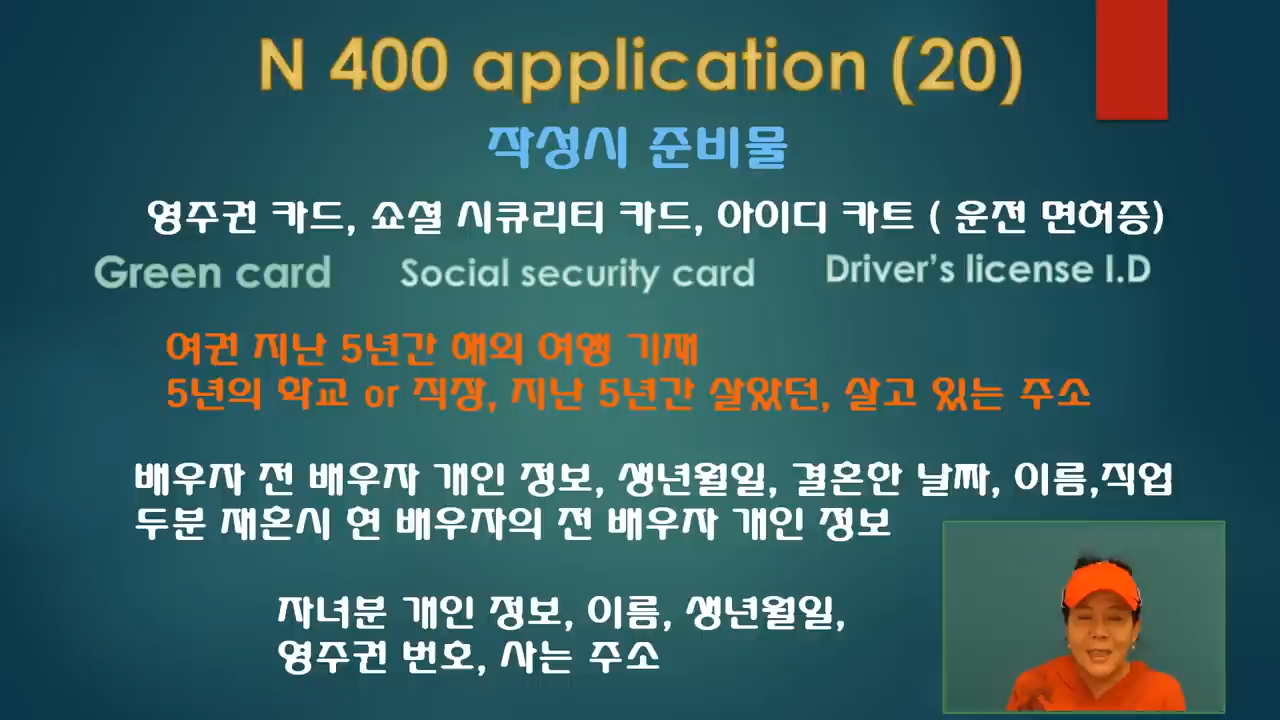 N 400 application (20)
작성시 준비물
영주권 카드, 쇼셜 시큐리티 카드, 아이디 카트 ( 운전 면허증)
Green card Social security card Driver's license I.D
여권 지난 5년간 해외 여행 기재
5년의 학교 or 직장, 지난 5년간 살았던, 살고 있는 주소
배우자 전 배우자 개인 정보, 생년월일, 결혼한 날짜, 이름,직업
두분 재혼시 현 배우자의 전 배우자 개인 정보
자녀분 개인 정보, 이름, 생년월일,
영주권 번호, 사는 주소